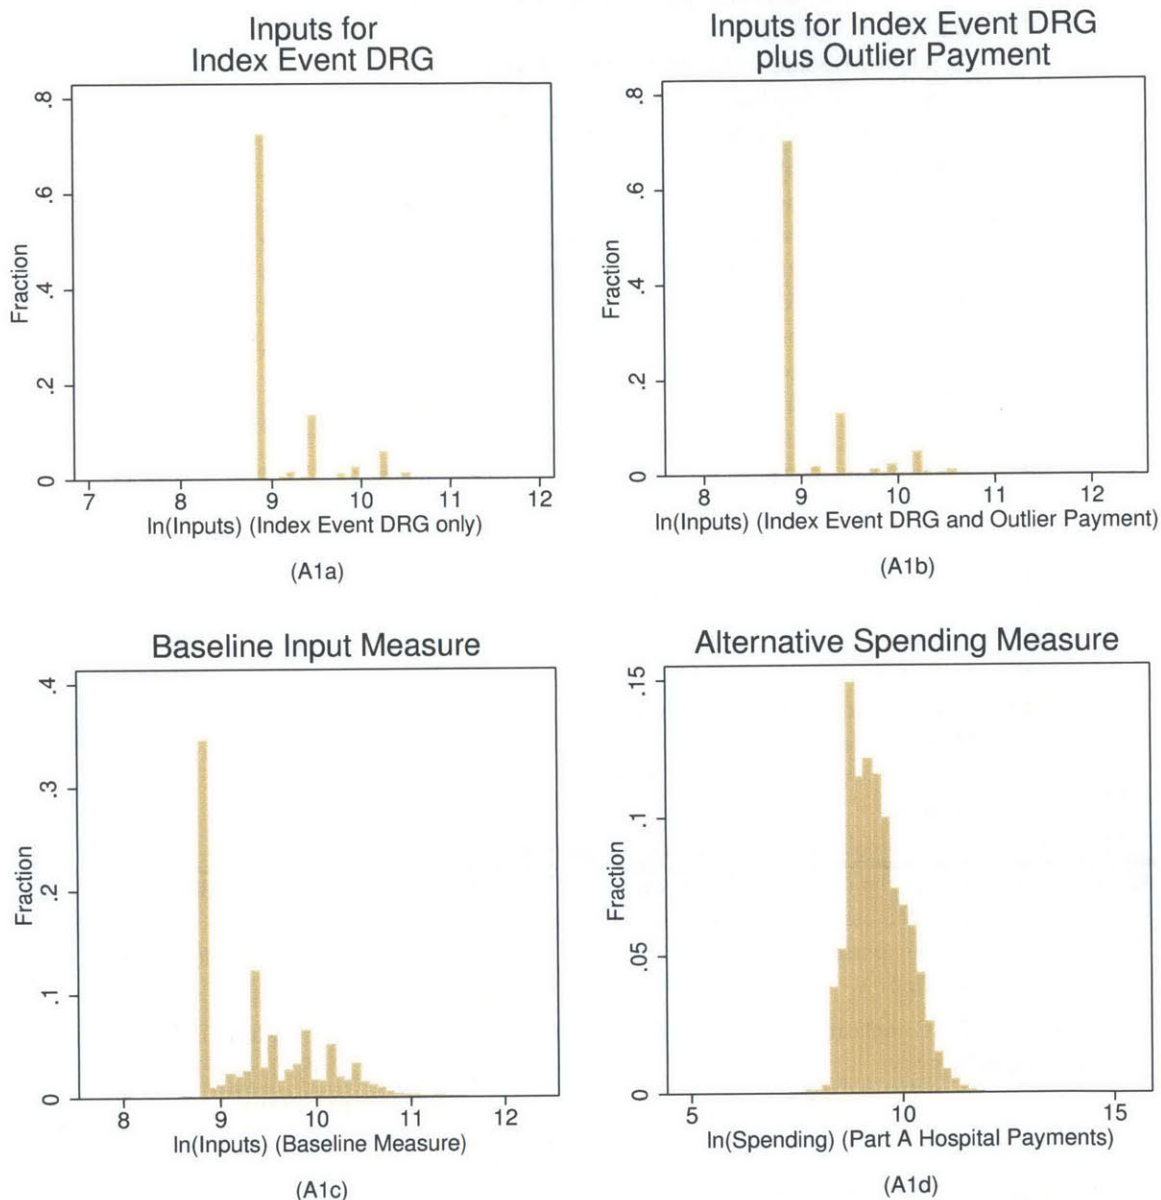 Inputs for
Index Event DRG
.8
.6
.4
.2
0
Fraction
7 8 9 10 11 12
ln(Inputs) (Index Event DRG only)
(A1a)
Inputs for Index Event DRG
plus Outlier Payment
.8
.6
.4
.2
0
Fraction
8 9 10 11 12
ln(Inputs) (Index Event DRG and Outlier Payment)
(A1b)
Baseline Input Measure
.4
.3
.2
.1
0
Fraction
8 9 10 11 12
ln(Inputs) (Baseline Measure)
(A1c)
Alternative Spending Measure
.15
.1
.05
0
Fraction
5 10 15
ln(Spending) (Part A Hospital Payments)
(A1d)